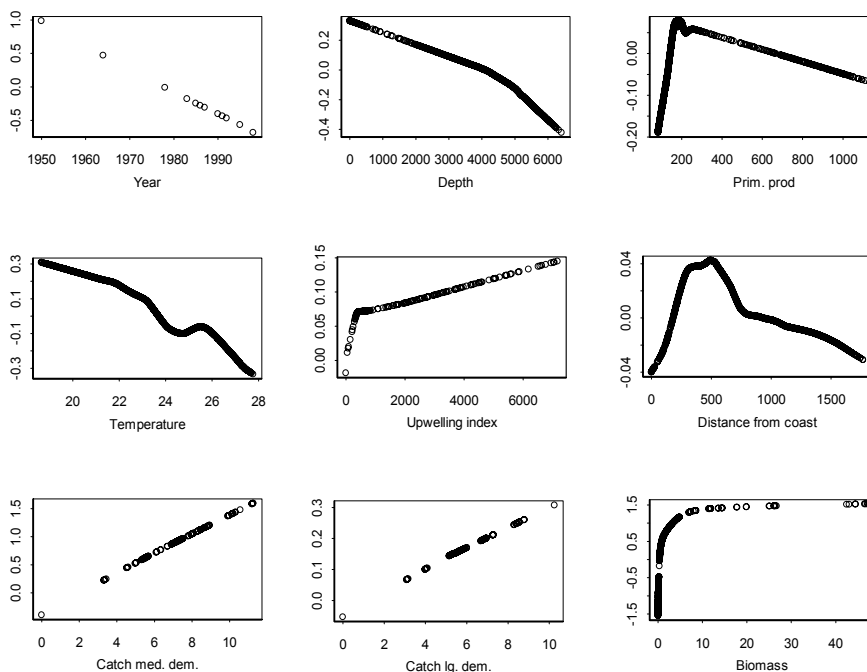 1.0
0.5
0.0
-0.5
1950 1960 1970 1980 1990
Year
0.2
0.0
-0.2
-0.4
0 1000 2000 3000 4000 5000 6000
Depth
0.00
-0.10
-0.20
200 400 600 800 1000
Prim. prod
0.3
0.1
-0.1
-0.3
20 22 24 26 28
Temperature
0.15
0.10
0.05
0.00
0 2000 4000 6000
Upwelling index
0.04
0.00
-0.04
0 500 1000 1500
Distance from coast
1.5
1.0
0.5
0.0
0 2 4 6 8 10
Catch med. dem.
0.3
0.2
0.1
0.0
0 2 4 6 8 10
Catch lg. dem.
1.5
0.5
-0.5
-1.5
0 10 20 30 40
Biomass